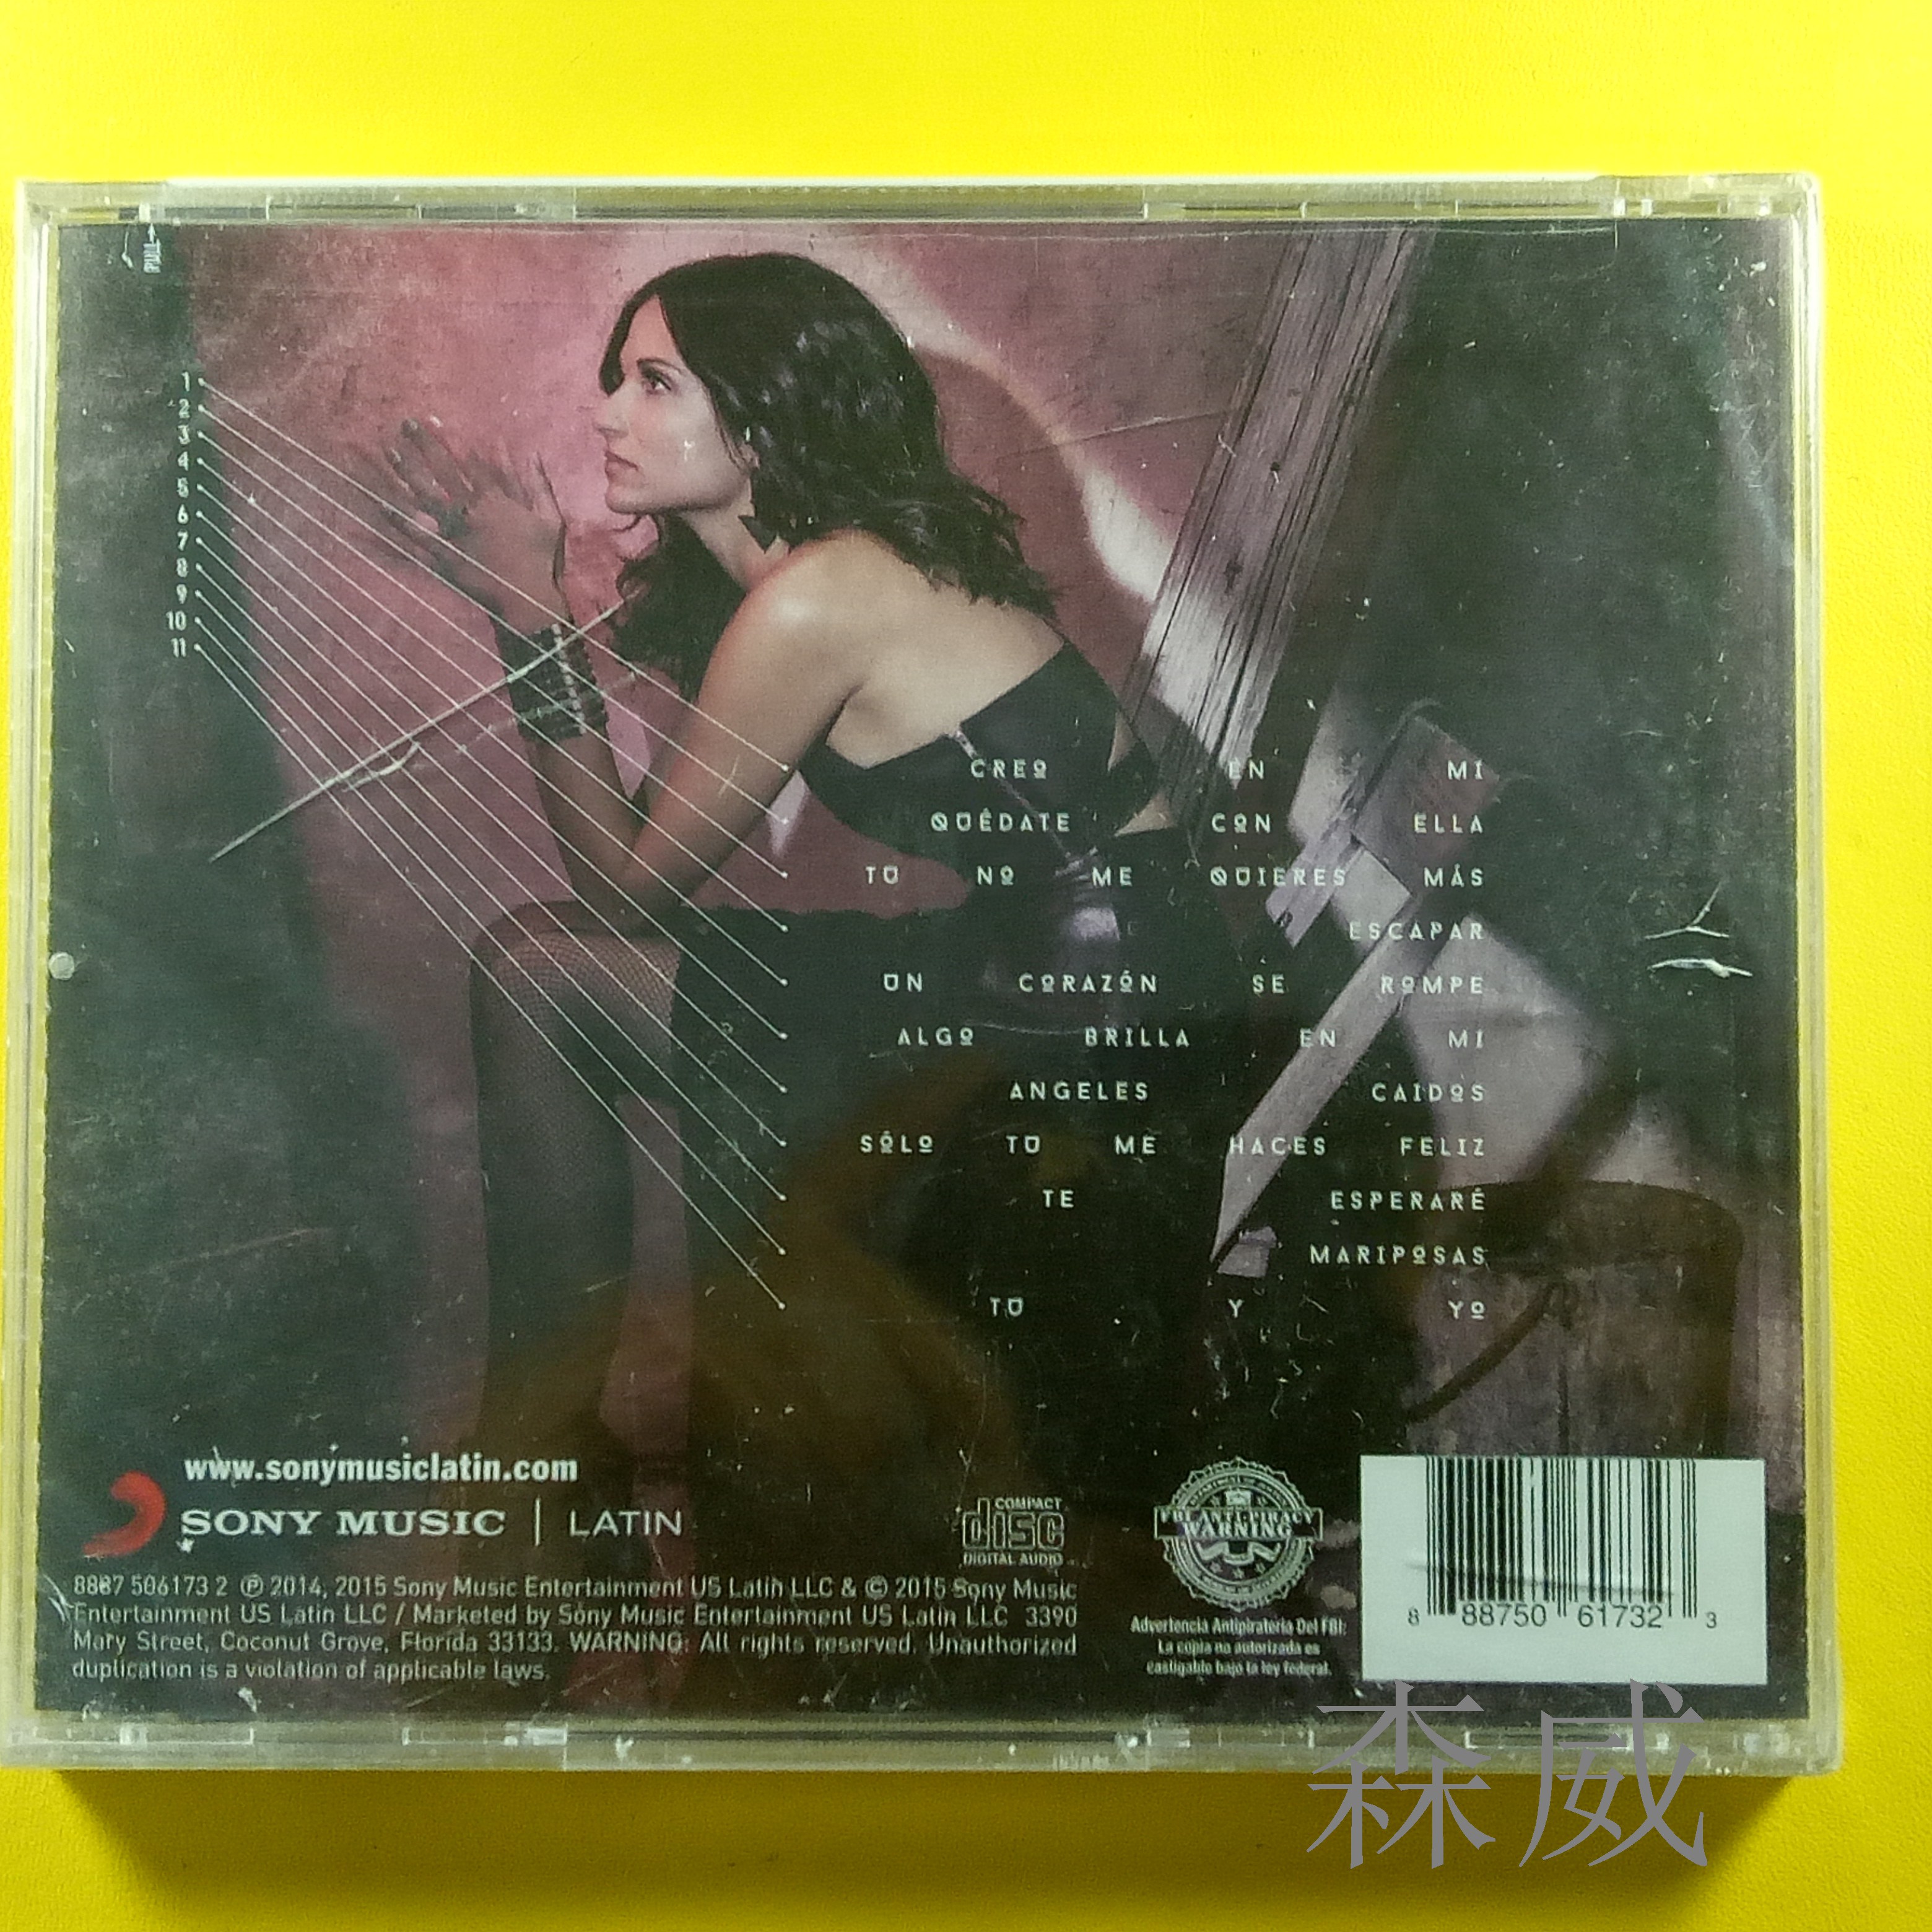 PULL
1 CREO EN MI
2 QUÉDATE CON ELLA
3 TU NO ME QUIERES MÁS
4 ESCAPAR
5 UN CORAZÓN SE ROMPE
6 ALGO BRILLA EN MI
7 ANGELES CAIDOS
8 SÓLO TU ME HACES FELIZ
9 TE ESPERARÉ
10 MARIPOSAS
11 TU Y YO
www.sonymusiclatin.com
SONY MUSIC | LATIN
COMPACT
disc
DIGITAL AUDIO
FBI ANTI-PIRACY
WARNING
8887 506173 2 ℗ 2014, 2015 Sony Music Entertainment US Latin LLC & © 2015 Sony Music
Entertainment US Latin LLC / Marketed by Sony Music Entertainment US Latin LLC 3390
Mary Street, Coconut Grove, Florida 33133. WARNING: All rights reserved. Unauthorized
duplication is a violation of applicable laws.
Advertencia Antipirateria Del FBI:
La copia no autorizada es
castigable bajo la ley federal.
8 88750 61732 3
森威